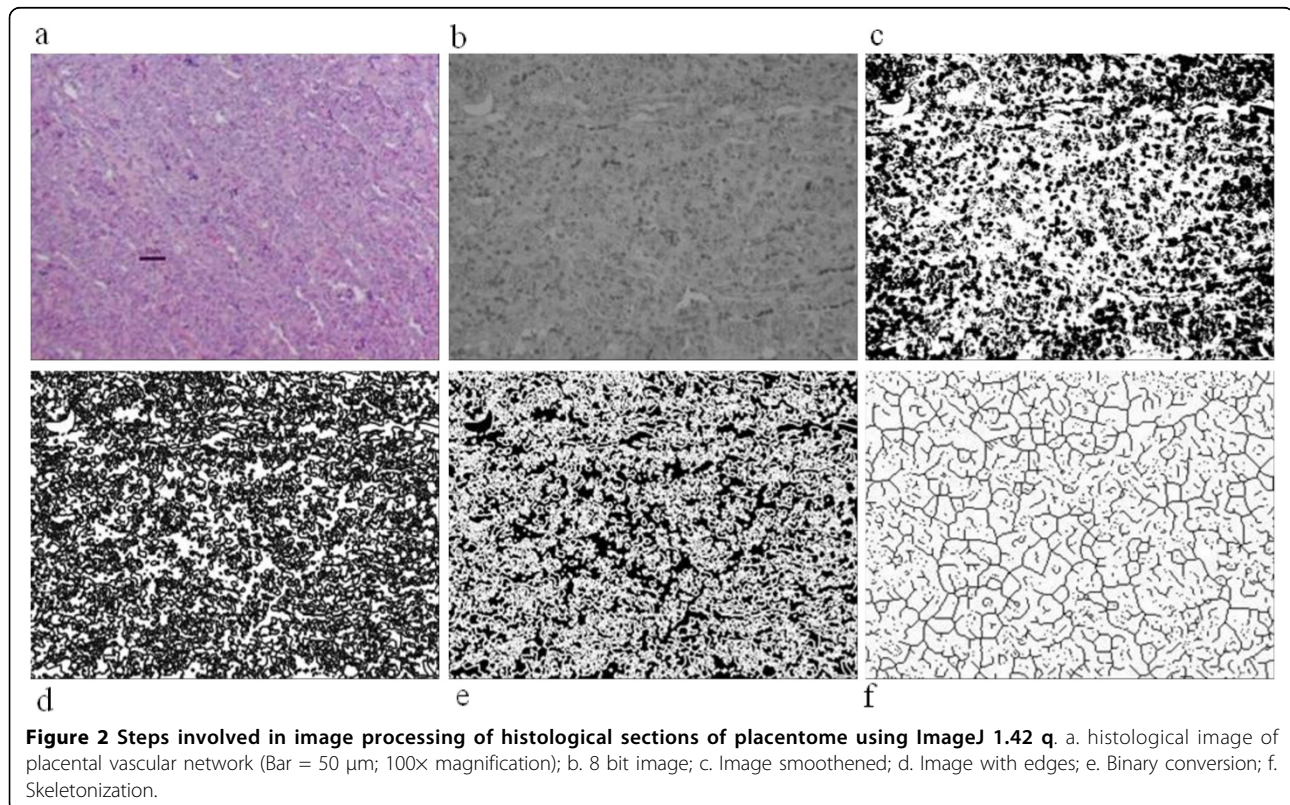 a
b
c
d
e
f
Figure 2 Steps involved in image processing of histological sections of placentome using ImageJ 1.42 q. a. histological image of
placental vascular network (Bar = 50 μm; 100× magnification); b. 8 bit image; c. Image smoothened; d. Image with edges; e. Binary conversion; f.
Skeletonization.